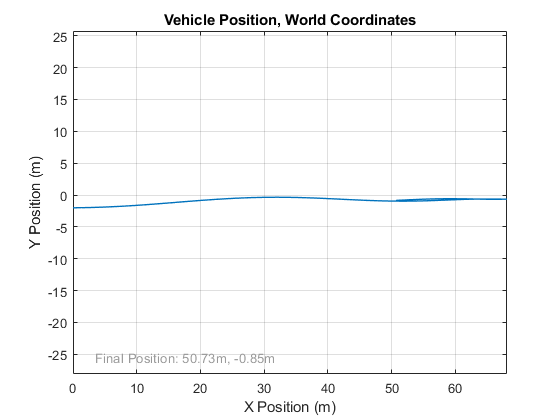 Vehicle Position, World Coordinates
Y Position (m)
25
20
15
10
5
0
-5
-10
-15
-20
-25
Final Position: 50.73m, -0.85m
0 10 20 30 40 50 60
X Position (m)